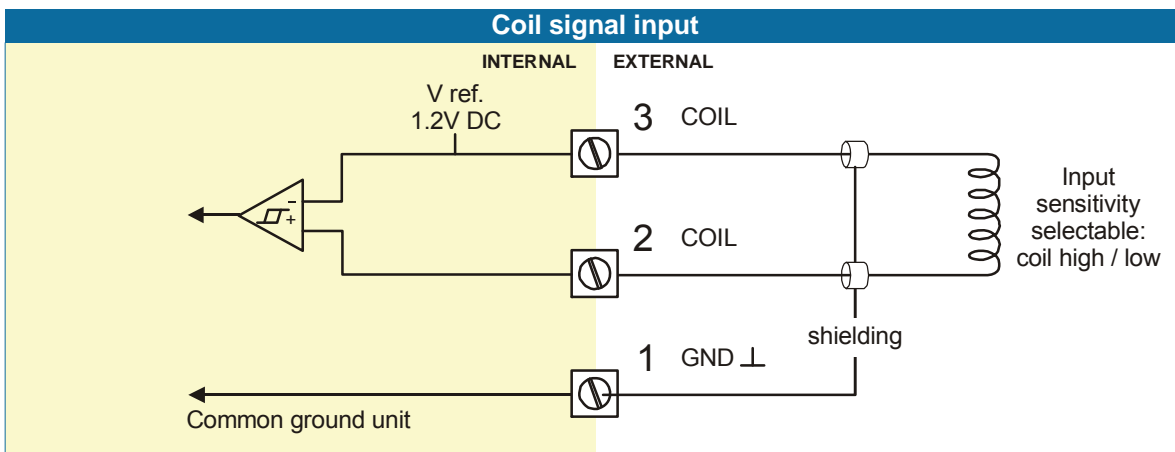 Coil signal input
INTERNAL EXTERNAL
V ref.
1.2V DC
3 COIL
2 COIL
1 GND
Input
sensitivity
selectable:
coil high / low
shielding
Common ground unit
−
+